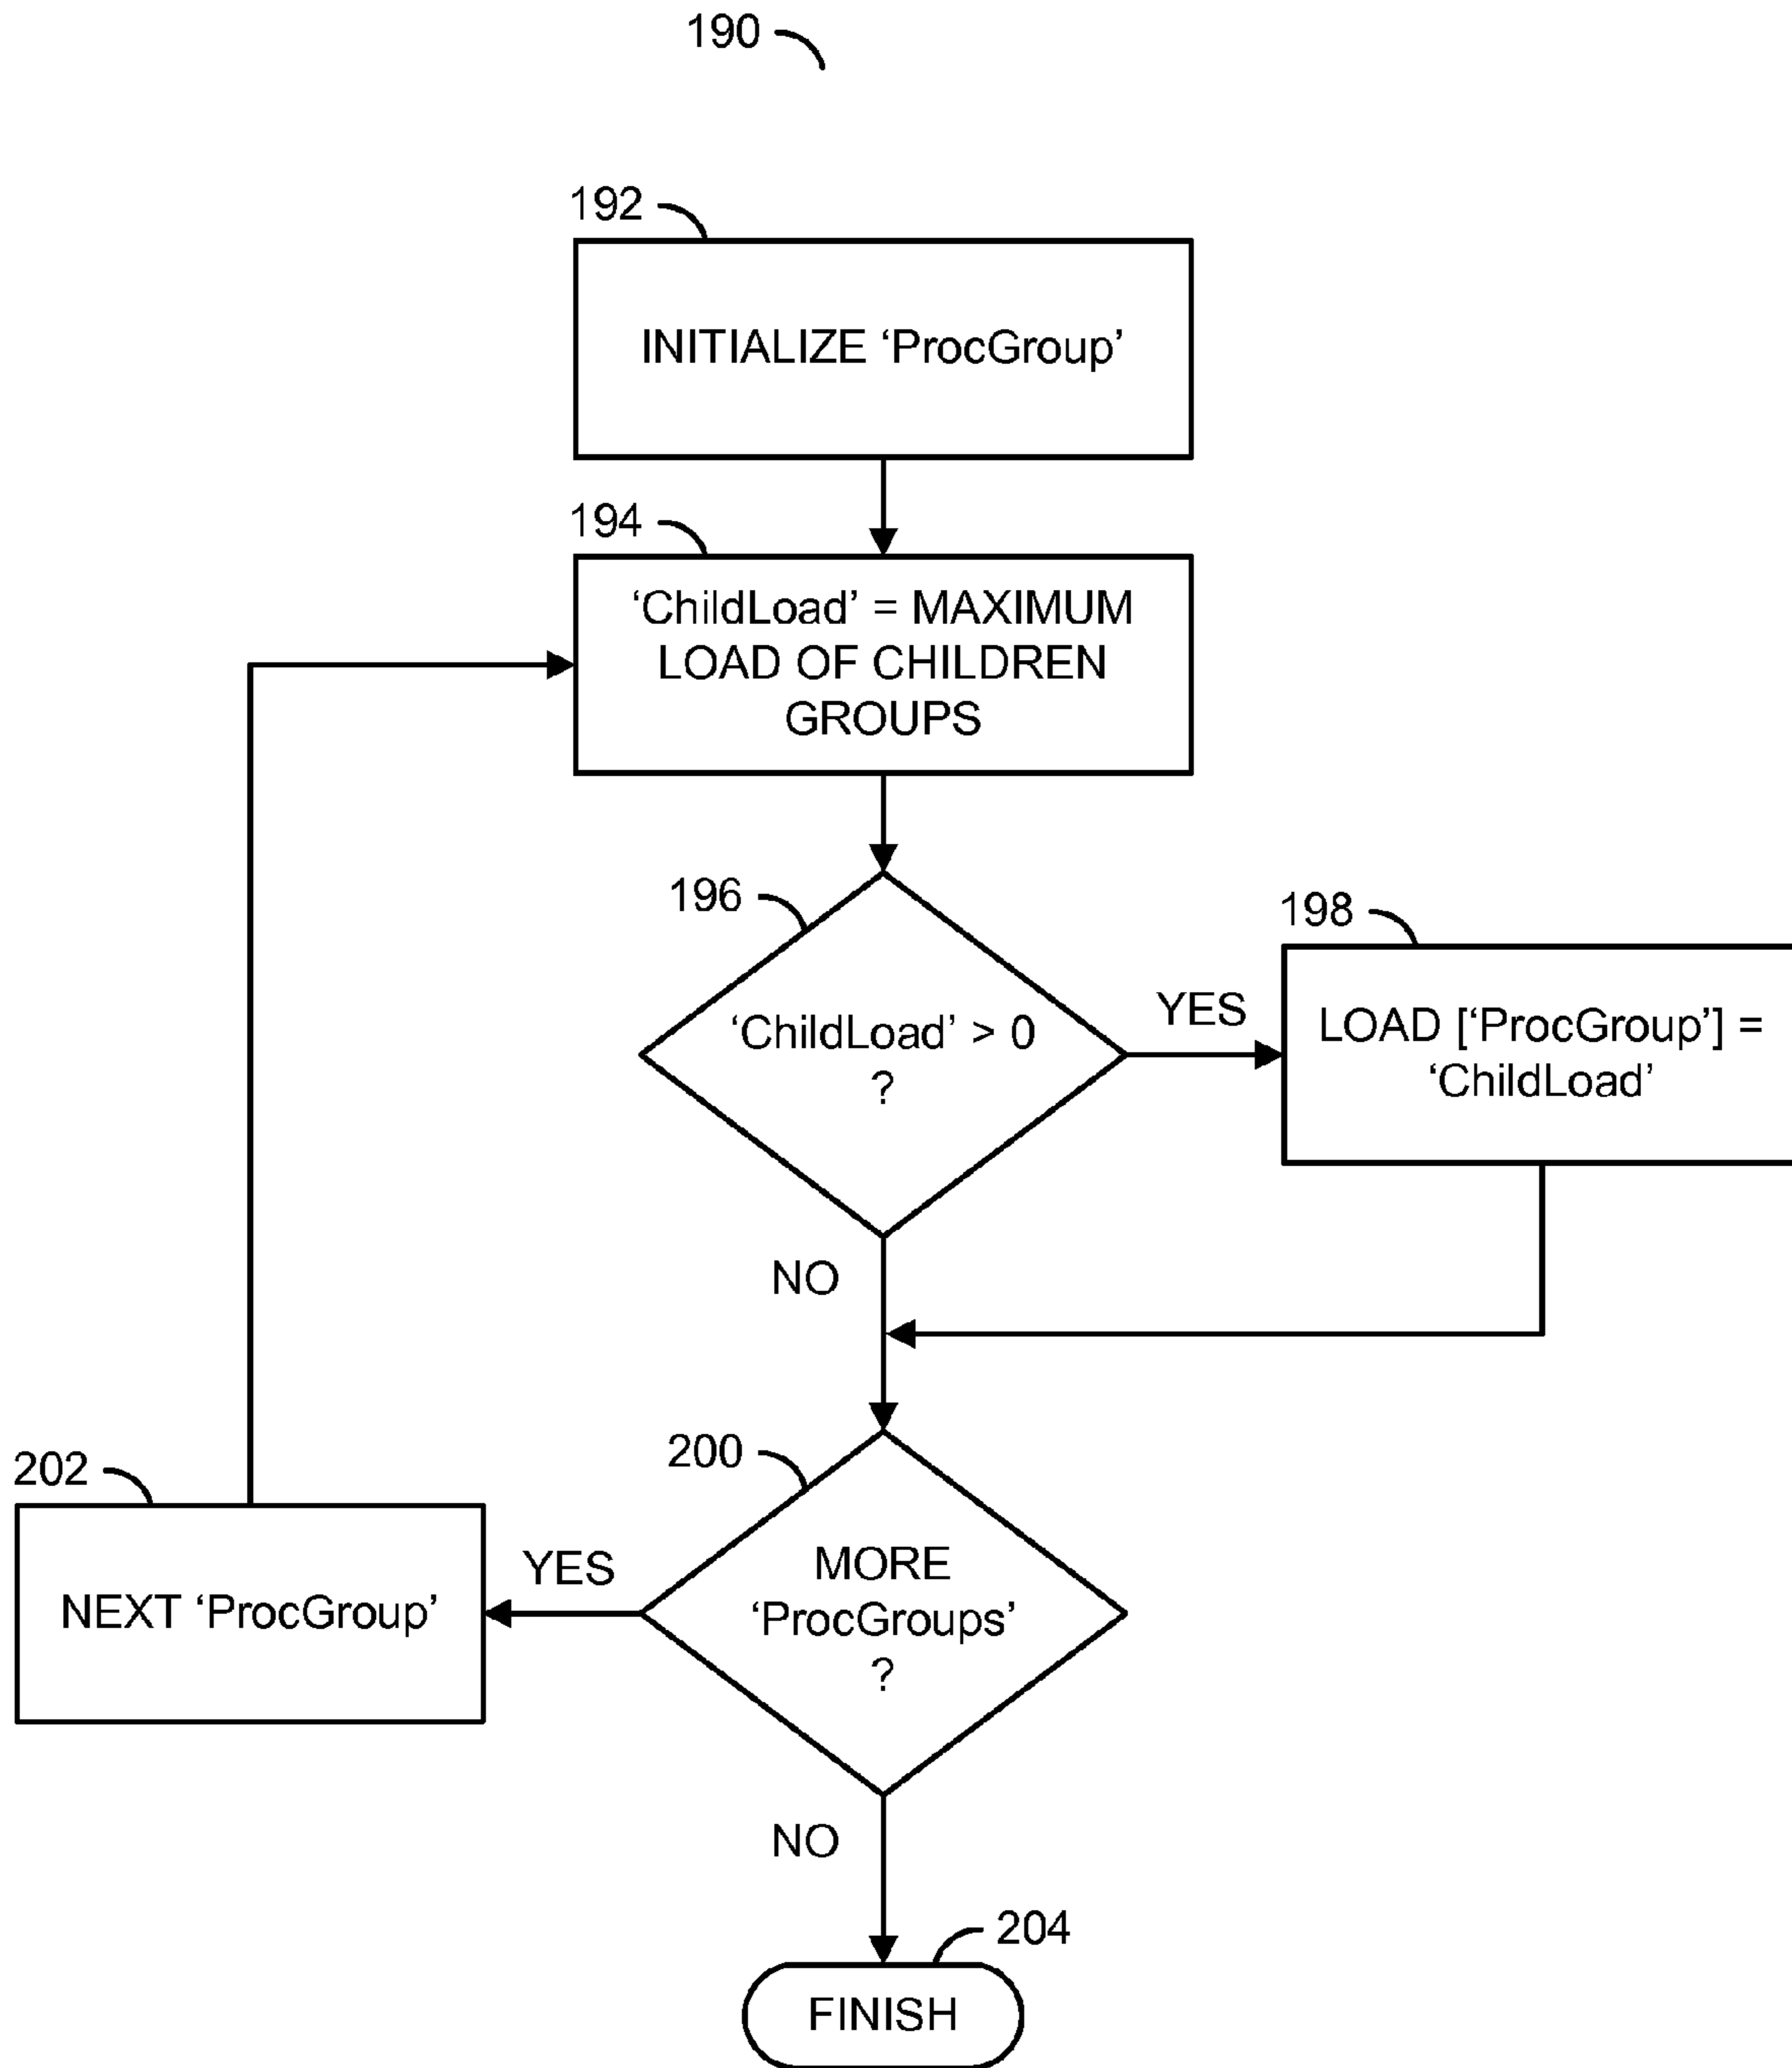 190
192
INITIALIZE ‘ProcGroup’
194
‘ChildLoad’ = MAXIMUM
LOAD OF CHILDREN
GROUPS
196
‘ChildLoad’ > 0
?
YES
198
LOAD [‘ProcGroup’] =
‘ChildLoad’
NO
200
MORE
‘ProcGroups’
?
YES
202
NEXT ‘ProcGroup’
NO
204
FINISH